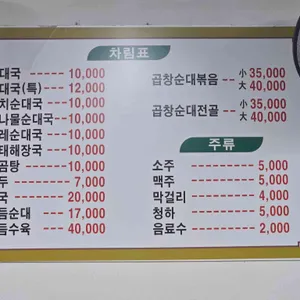 차림표
대국 ------ 10,000
대국(특) ---- 12,000
치순대국 --- 10,000
나물순대국-- 10,000
레순대국 --- 10,000
태해장국 --- 10,000
곰탕 ------ 10,000
두 ------- 7,000
국 ------- 20,000
듬순대 ---- 17,000
듬수육 ---- 40,000
곱창순대볶음 -- 小 35,000
大 40,000
곱창순대전골 -- 小 35,000
大 40,000
주류
소주 ------- 5,000
맥주 ------- 5,000
막걸리 ------ 4,000
청하 ------- 5,000
음료수 ------ 2,000